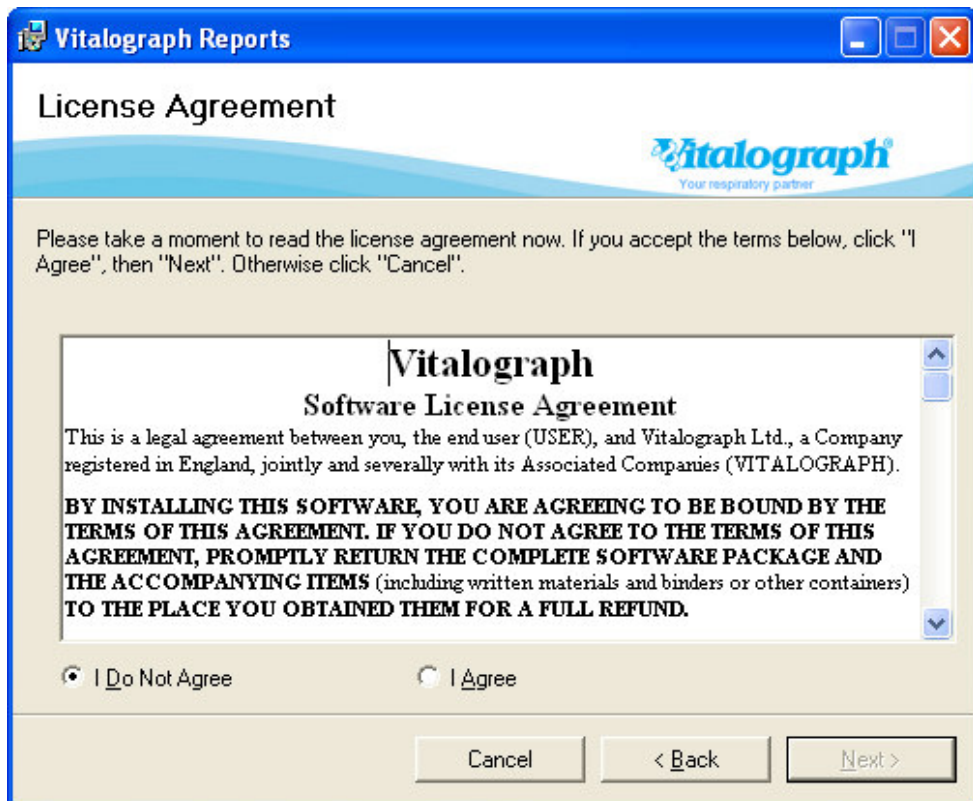 Vitalograph Reports
License Agreement
Vitalograph®
Your respiratory partner
Please take a moment to read the license agreement now. If you accept the terms below, click "I
Agree", then "Next". Otherwise click "Cancel".
Vitalograph
Software License Agreement
This is a legal agreement between you, the end user (USER), and Vitalograph Ltd., a Company
registered in England, jointly and severally with its Associated Companies (VITALOGRAPH).
BY INSTALLING THIS SOFTWARE, YOU ARE AGREEING TO BE BOUND BY THE
TERMS OF THIS AGREEMENT. IF YOU DO NOT AGREE TO THE TERMS OF THIS
AGREEMENT, PROMPTLY RETURN THE COMPLETE SOFTWARE PACKAGE AND
THE ACCOMPANYING ITEMS (including written materials and binders or other containers)
TO THE PLACE YOU OBTAINED THEM FOR A FULL REFUND.
I Do Not Agree
I Agree
Cancel
< Back
Next >